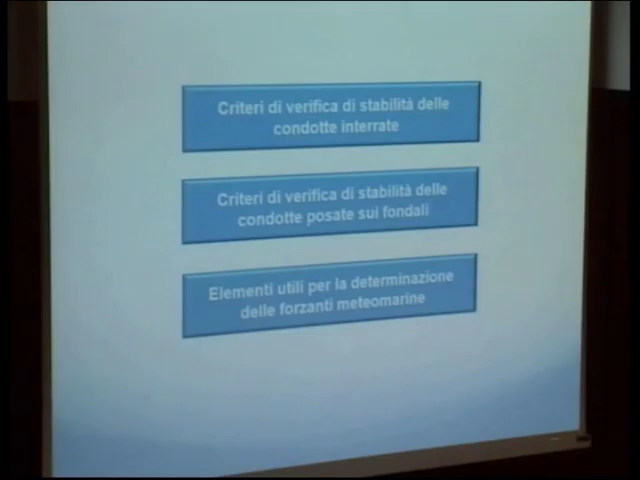 Criteri di verifica di stabilità delle
condotte interrate
Criteri di verifica di stabilità delle
condotte posate sui fondali
Elementi utili per la determinazione
delle forzanti meteomarine